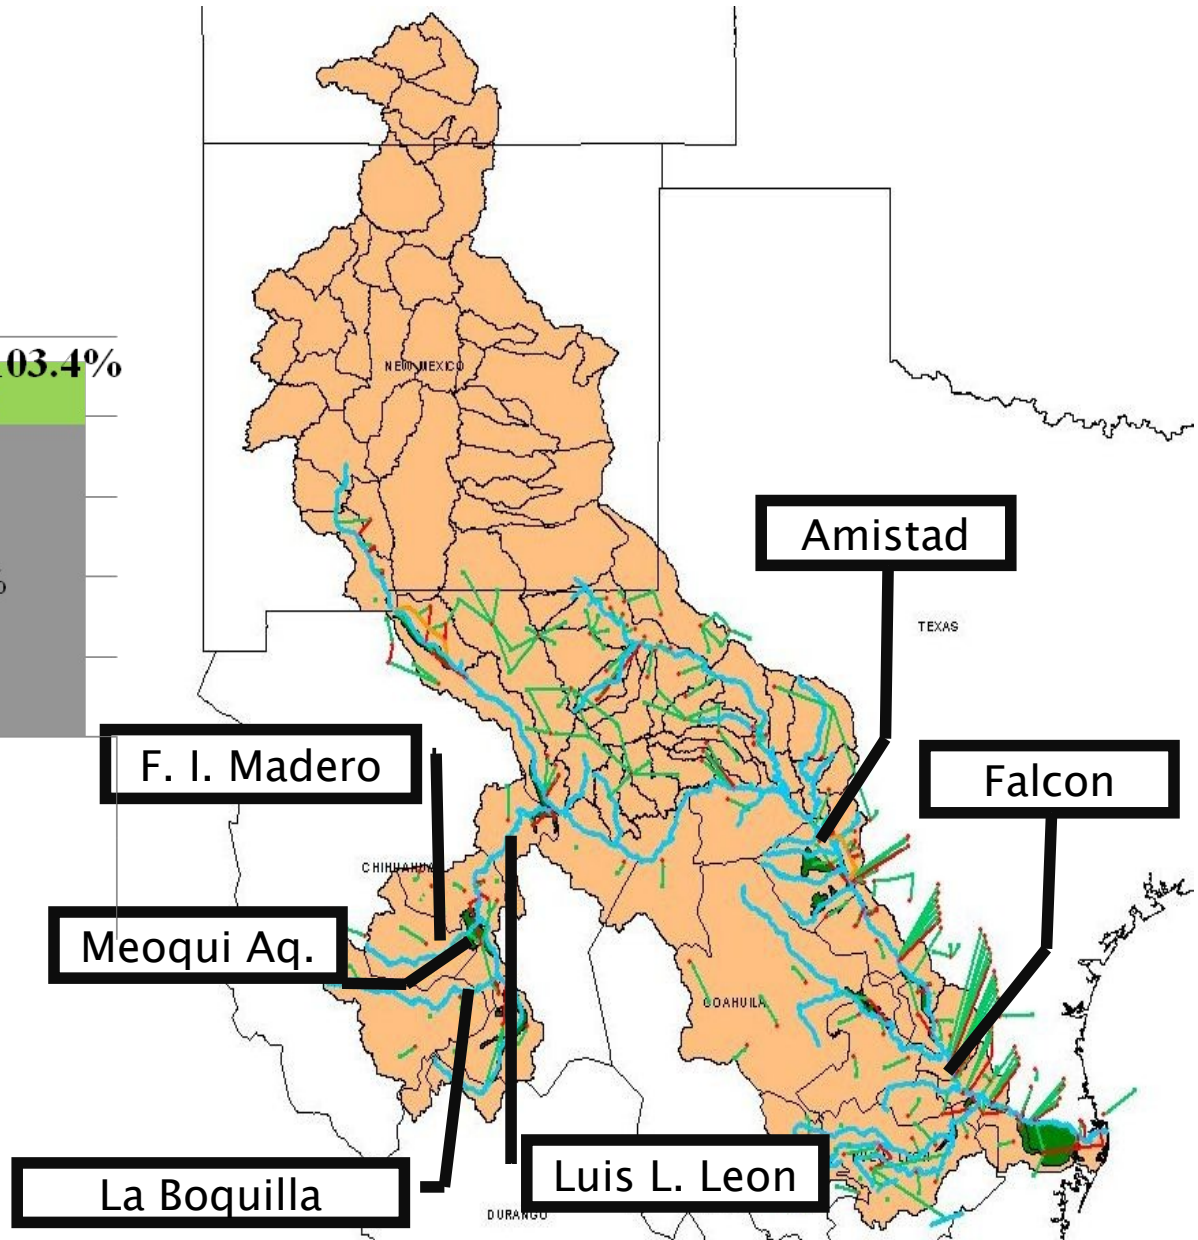 03.4%
NEW MEXICO
%
Amistad
TEXAS
F. I. Madero
Falcon
CHIHUAHUA
Meoqui Aq.
COAHUILA
Luis L. Leon
La Boquilla
DURANGO